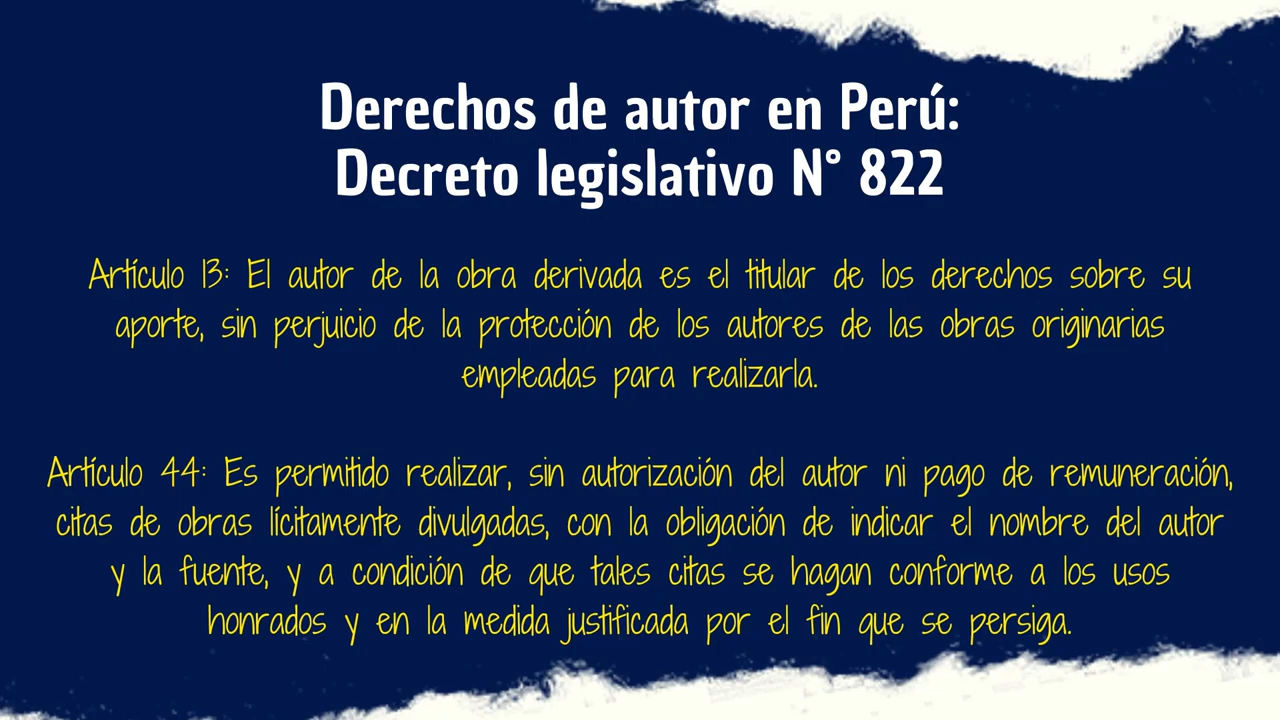 Derechos de autor en Perú:
Decreto legislativo N° 822
Artículo 13: El autor de la obra derivada es el titular de los derechos sobre su
aporte, sin perjuicio de la protección de los autores de las obras originarias
empleadas para realizarla.
Artículo 44: Es permitido realizar, sin autorización del autor ni pago de remuneración,
citas de obras lícitamente divulgadas, con la obligación de indicar el nombre del autor
y la fuente, y a condición de que tales citas se hagan conforme a los usos
honrados y en la medida justificada por el fin que se persiga.